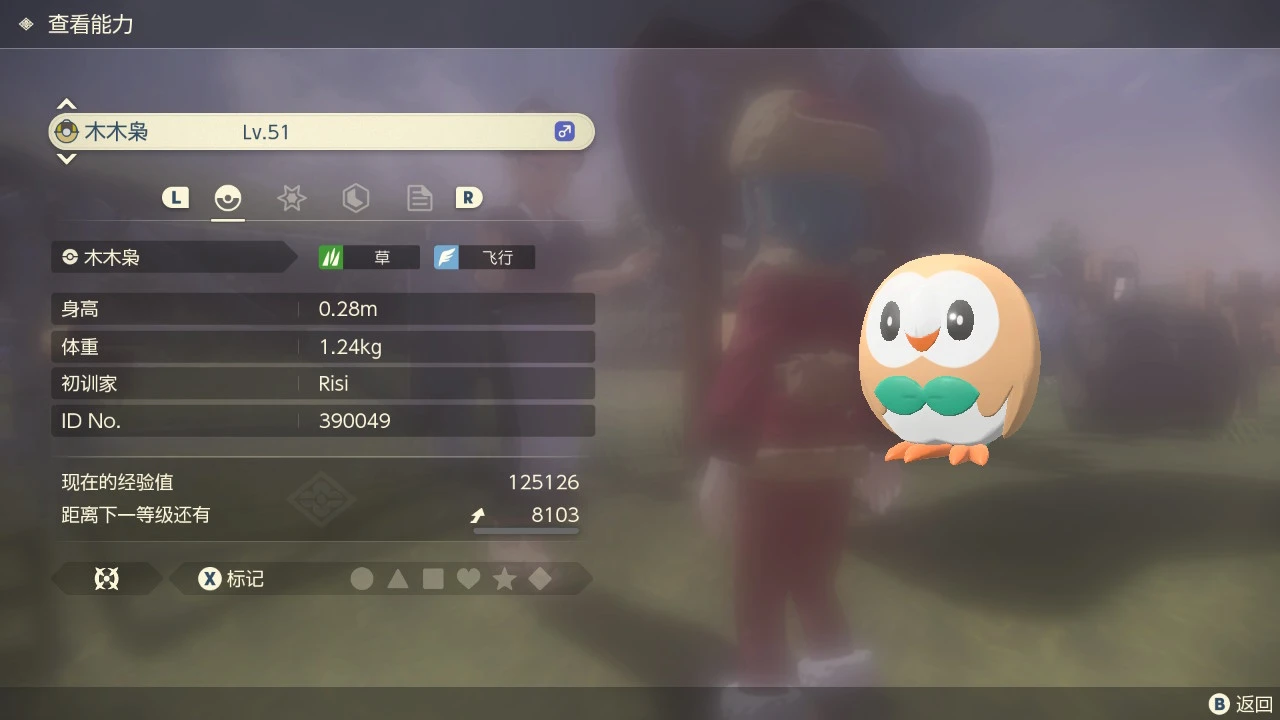 查看能力
木木枭 Lv.51
L R
木木枭 草 飞行
身高 0.28m
体重 1.24kg
初训家 Risi
ID No. 390049
现在的经验值 125126
距离下一等级还有 8103
X 标记
B 返回